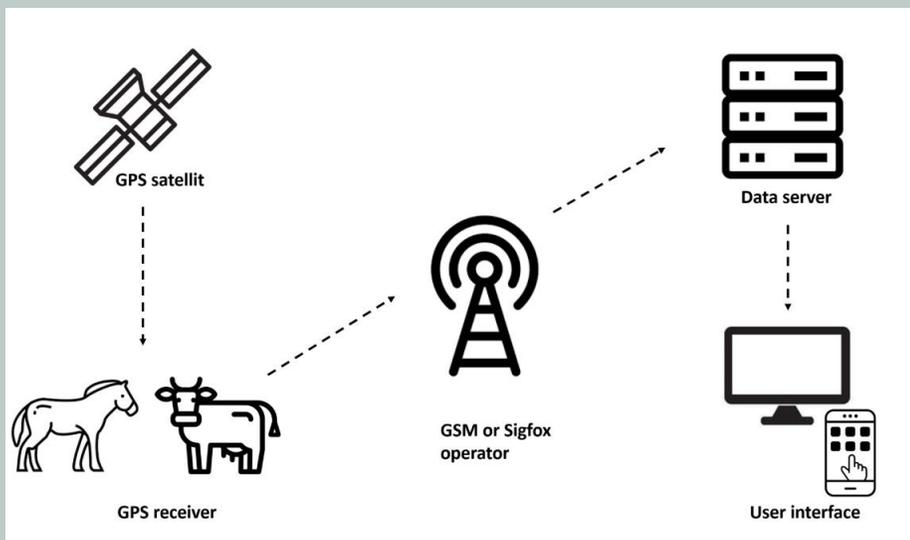 GPS satellit
Data server
GSM or Sigfox
operator
GPS receiver
User interface